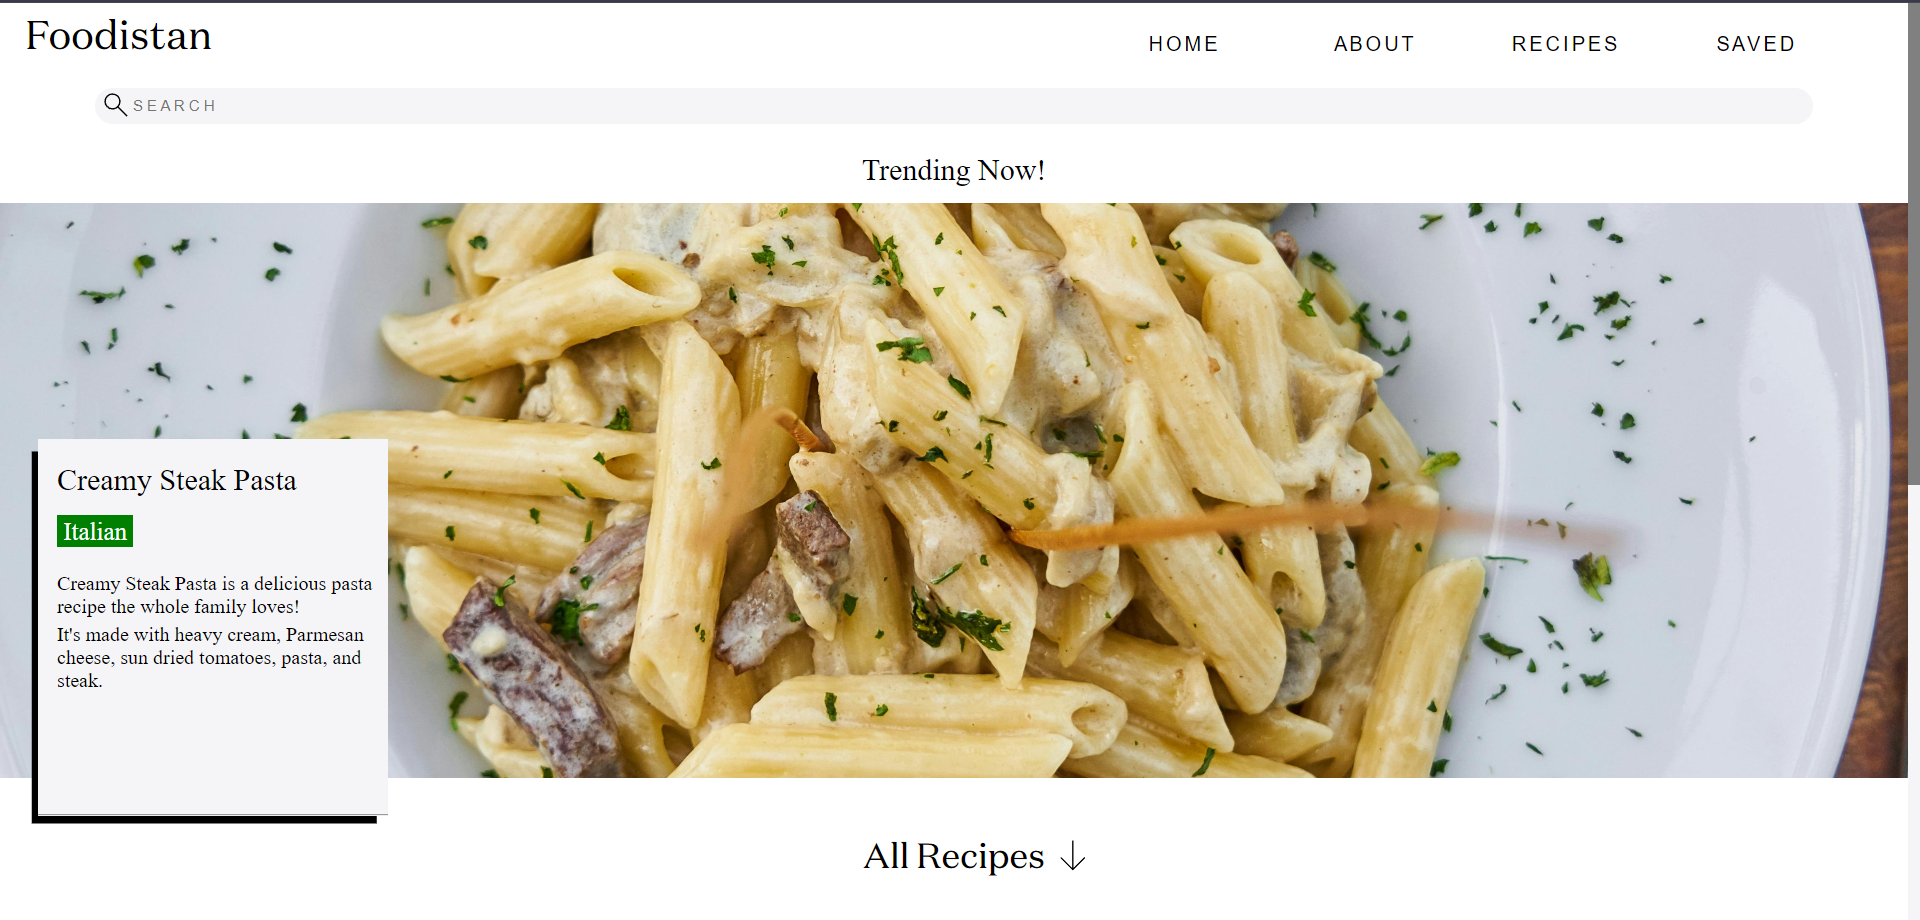 Foodistan
HOME ABOUT RECIPES SAVED
SEARCH
Trending Now!
Creamy Steak Pasta
Italian
Creamy Steak Pasta is a delicious pasta
recipe the whole family loves!
It's made with heavy cream, Parmesan
cheese, sun dried tomatoes, pasta, and
steak.
All Recipes